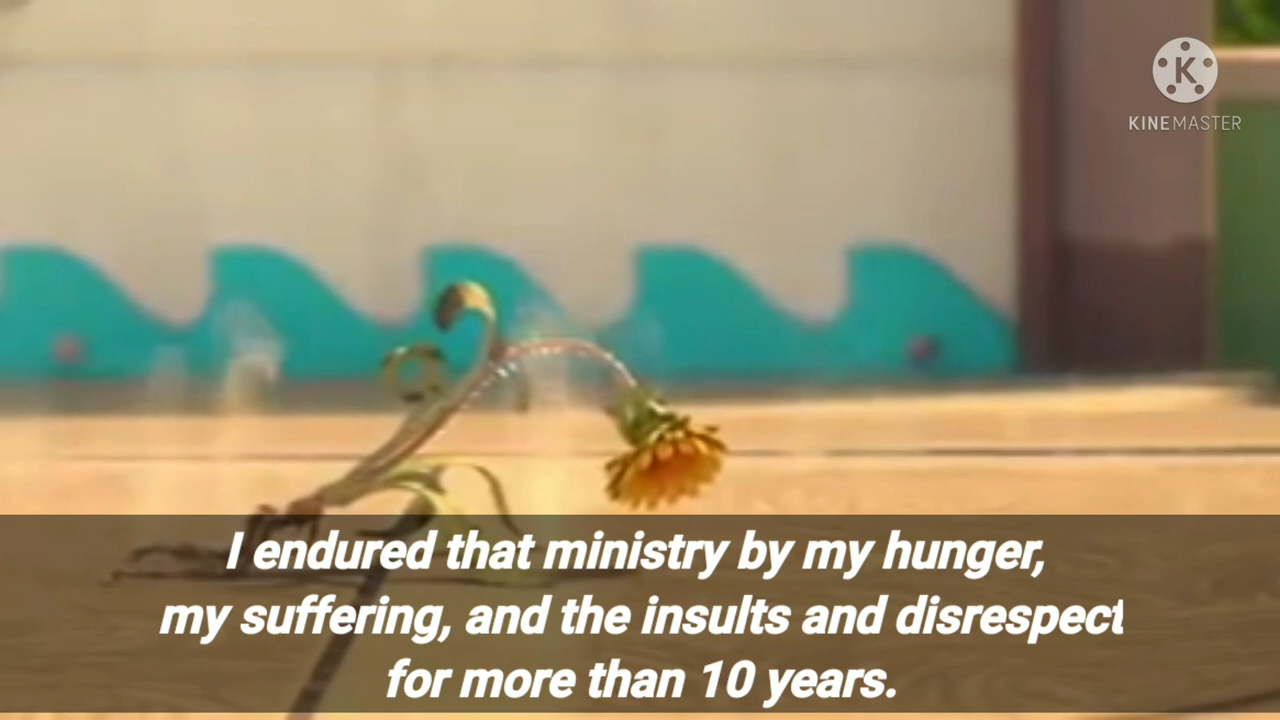 KINEMASTER
I endured that ministry by my hunger,
my suffering, and the insults and disrespect
for more than 10 years.